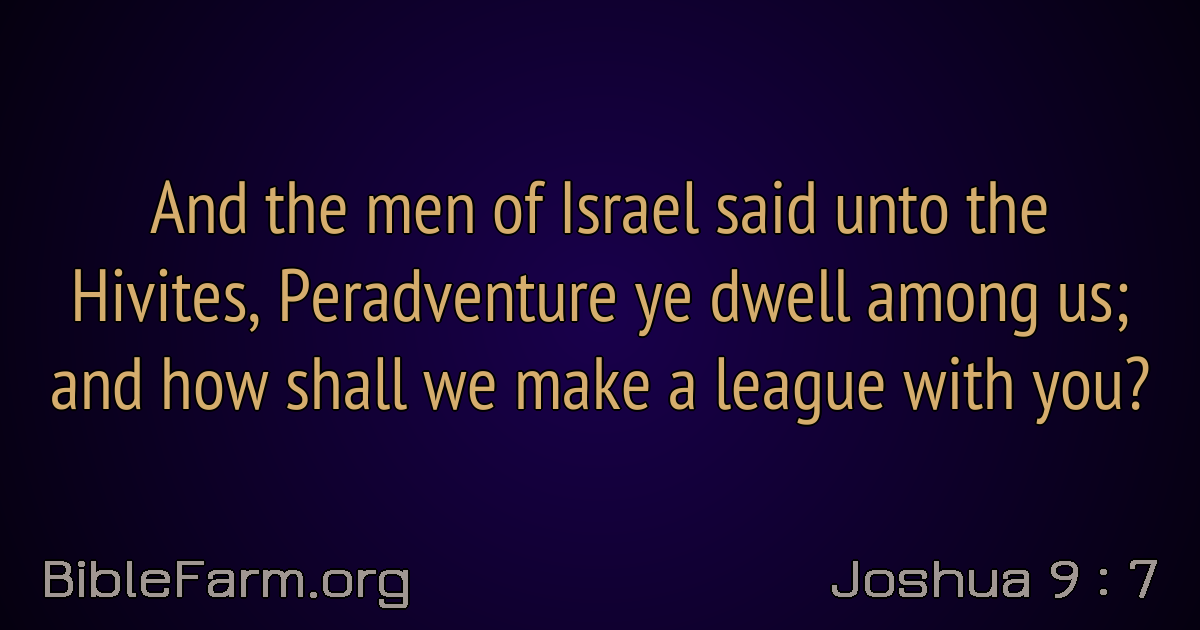 And the men of Israel said unto the
Hivites, Peradventure ye dwell among us;
and how shall we make a league with you?
BibleFarm.org
Joshua 9 : 7